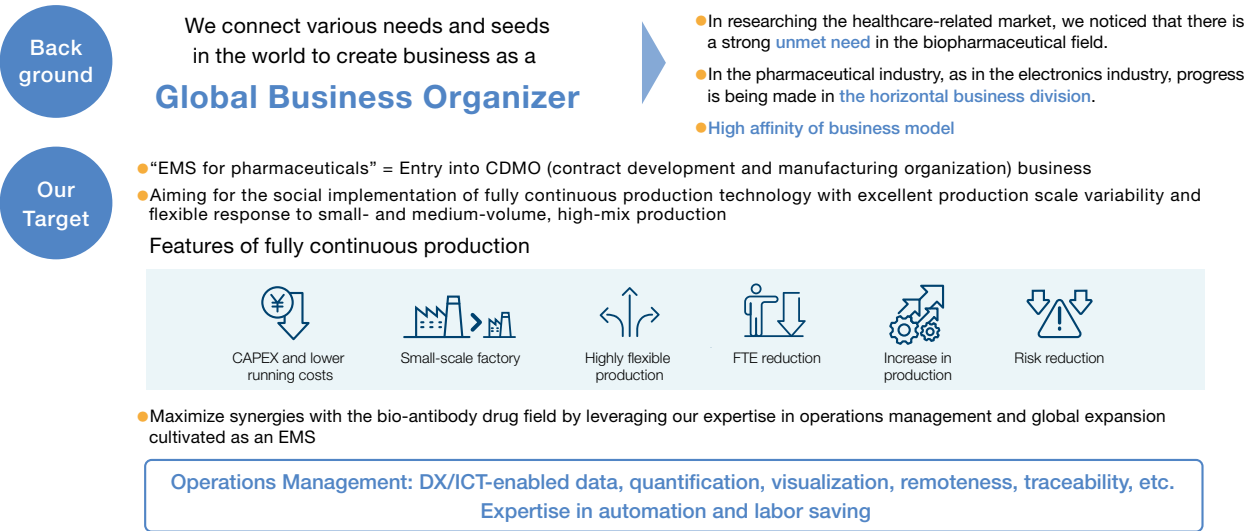 Back
ground
We connect various needs and seeds
in the world to create business as a
Global Business Organizer
●In researching the healthcare-related market, we noticed that there is
a strong unmet need in the biopharmaceutical field.
●In the pharmaceutical industry, as in the electronics industry, progress
is being made in the horizontal business division.
●High affinity of business model
Our
Target
●“EMS for pharmaceuticals” = Entry into CDMO (contract development and manufacturing organization) business
●Aiming for the social implementation of fully continuous production technology with excellent production scale variability and
flexible response to small- and medium-volume, high-mix production
Features of fully continuous production
¥
CAPEX and lower
running costs
Small-scale factory
Highly flexible
production
FTE reduction
Increase in
production
Risk reduction
●Maximize synergies with the bio-antibody drug field by leveraging our expertise in operations management and global expansion
cultivated as an EMS
Operations Management: DX/ICT-enabled data, quantification, visualization, remoteness, traceability, etc.
Expertise in automation and labor saving